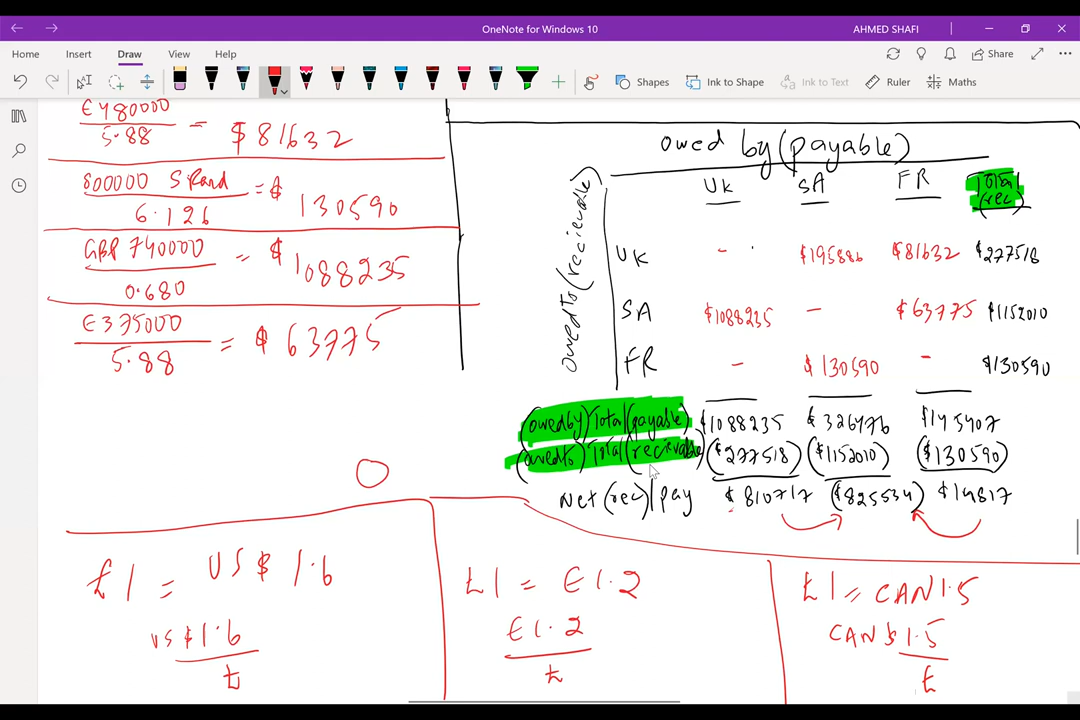 OneNote for Windows 10
AHMED SHAFI
Home Insert Draw View Help
Share
Shapes
Ink to Shape
Ink to Text
Ruler
Maths
€480000
5.88
= $81632
800000 S.Rand
6.126
= $ 130590
GBP 740000
0.680
= $ 1088235
€375000
5.88
= $ 63775
owed by (payable)
owed to (recievable)
UK SA FR Total
(rec)
UK - $195886 $81632 $277518
SA $1088235 - $63775 $1152010
FR - $130590 - $130590
(owed by) Total (payable) $1088235 $326476 $145407
(owed to) Total (recievable) ($277518) ($1152010) ($130590)
Net (rec) / pay $810717 ($825534) $14817
£1 = US $ 1.6
US $1.6
£
£1 = €1.2
€1.2
£
£1 = CAN 1.5
CAN $ 1.5
£